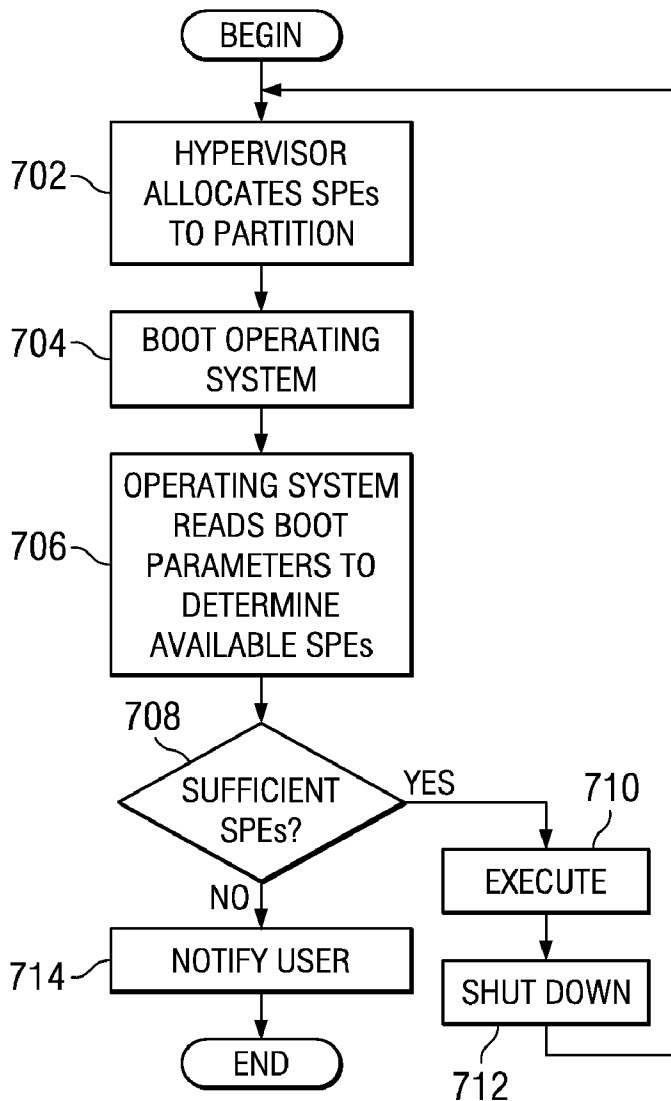 BEGIN
702
HYPERVISOR
ALLOCATES SPEs
TO PARTITION
704
BOOT OPERATING
SYSTEM
706
OPERATING SYSTEM
READS BOOT
PARAMETERS TO
DETERMINE
AVAILABLE SPEs
708
SUFFICIENT
SPEs?
YES
710
EXECUTE
NO
714
NOTIFY USER
SHUT DOWN
712
END